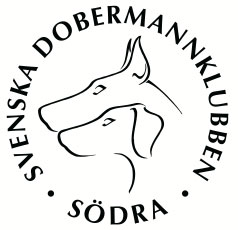 • SVENSKA DOBERMANNKLUBBEN •
SÖDRA